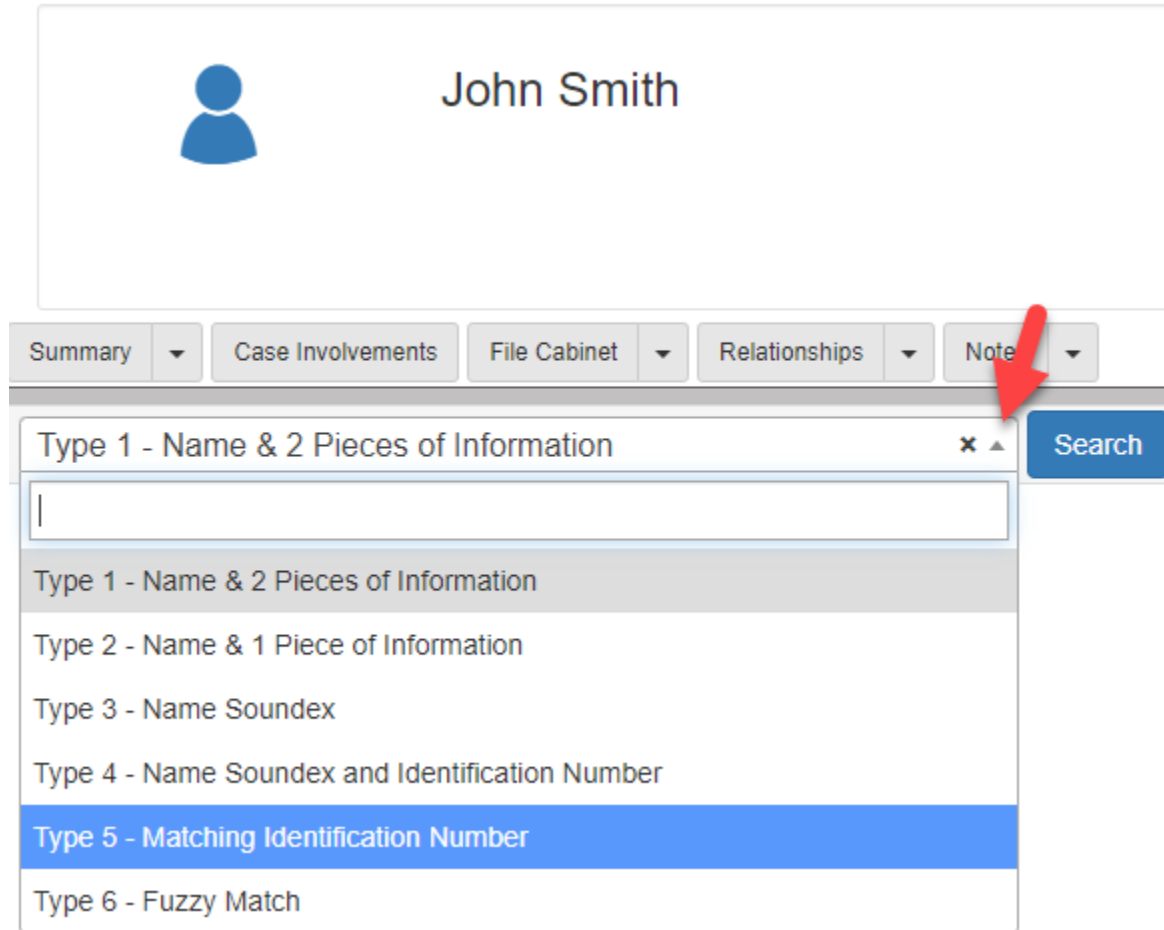 John Smith
Summary Case Involvements File Cabinet Relationships Note
Type 1 - Name & 2 Pieces of Information × Search
Type 1 - Name & 2 Pieces of Information
Type 2 - Name & 1 Piece of Information
Type 3 - Name Soundex
Type 4 - Name Soundex and Identification Number
Type 5 - Matching Identification Number
Type 6 - Fuzzy Match